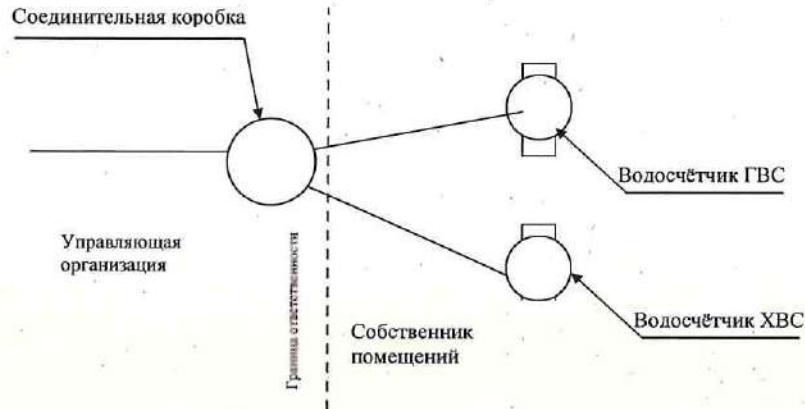 Соединительная коробка
Водосчётчик ГВС
Управляющая
организация
Граница ответственности
Собственник
помещений
Водосчётчик ХВС